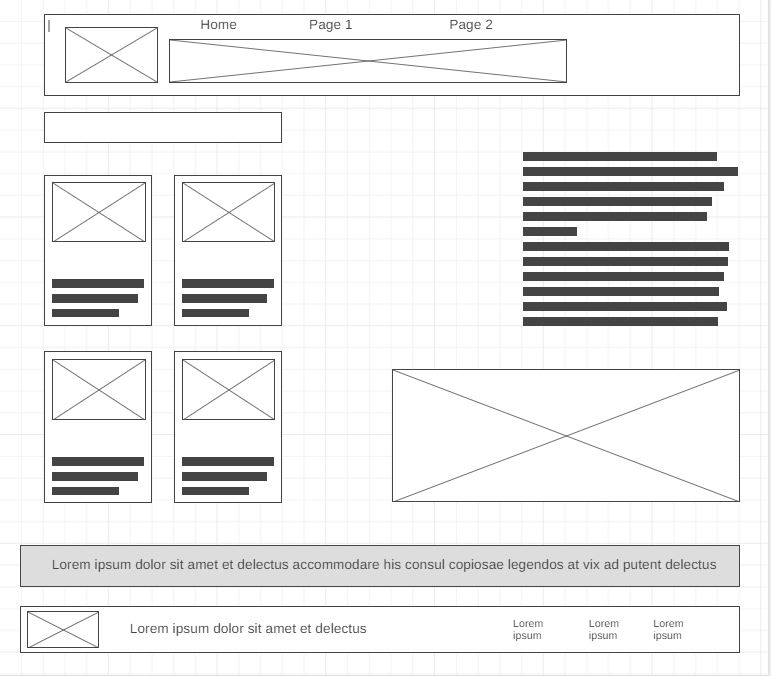 Home Page 1 Page 2
Lorem ipsum dolor sit amet et delectus accommodare his consul copiosae legendos at vix ad putent delectus
Lorem ipsum dolor sit amet et delectus
Lorem ipsum
Lorem ipsum
Lorem ipsum